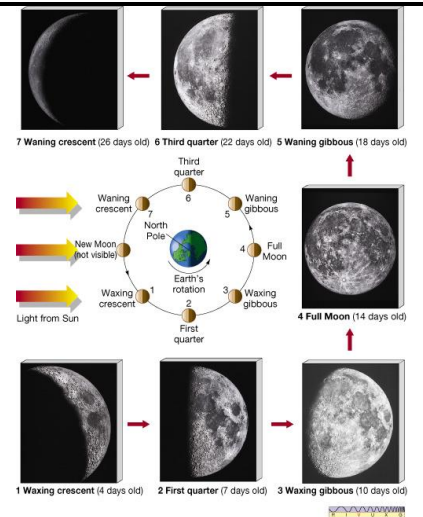 7 Waning crescent (26 days old) 6 Third quarter (22 days old) 5 Waning gibbous (18 days old)
Third
quarter
6
Waning
crescent
7
Waning
gibbous
5
North
Pole
New Moon
(not visible)
4
Full
Moon
Earth's
rotation
Waxing
crescent
1
2
3
Waxing
gibbous
Light from Sun
First
quarter
4 Full Moon (14 days old)
1 Waxing crescent (4 days old) 2 First quarter (7 days old) 3 Waxing gibbous (10 days old)
R I V U X G